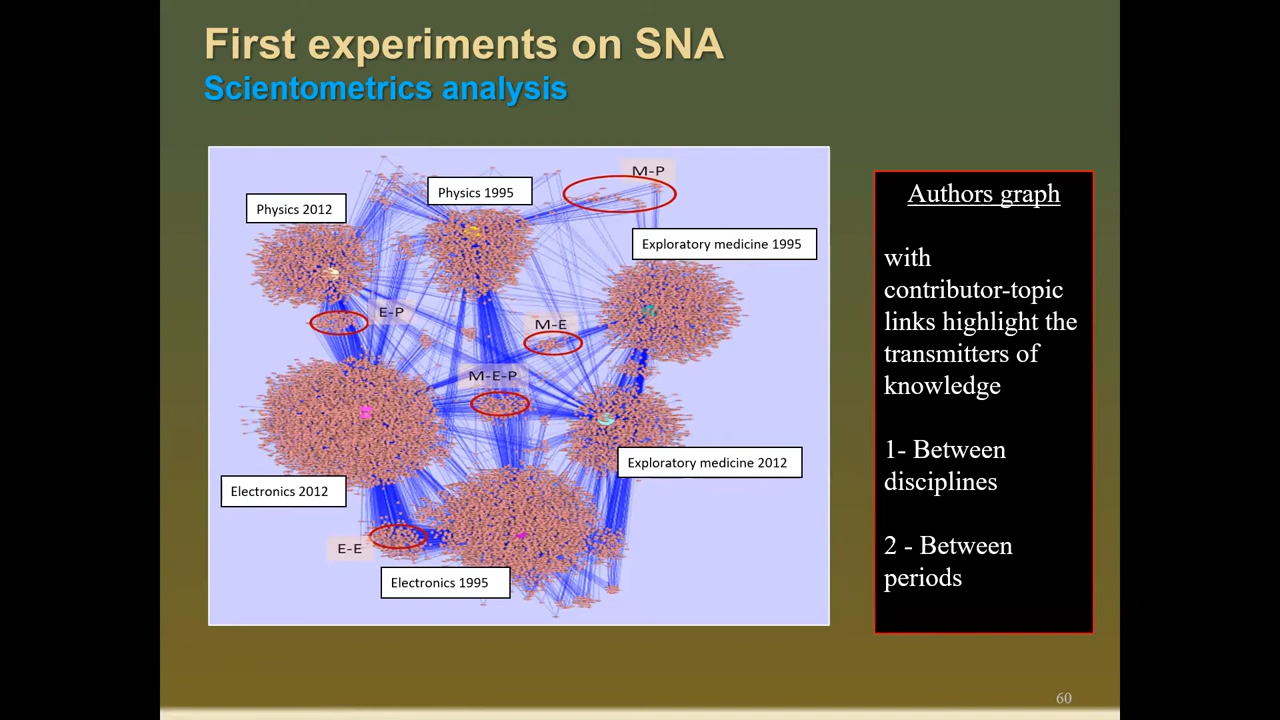 First experiments on SNA
Scientometrics analysis
M-P
Physics 1995
Physics 2012
Exploratory medicine 1995
E-P
M-E
M-E-P
Exploratory medicine 2012
Electronics 2012
E-E
Electronics 1995
Authors graph
with
contributor-topic
links highlight the
transmitters of
knowledge
1- Between
disciplines
2 - Between
periods
60